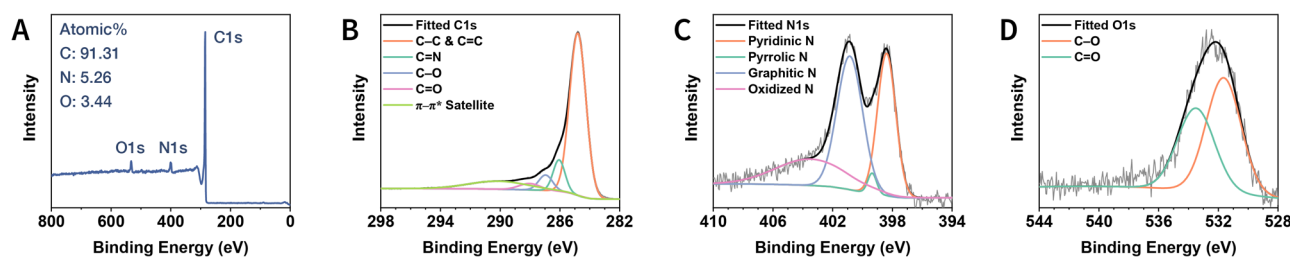 A
Atomic%
C: 91.31
N: 5.26
O: 3.44
C1s
O1s
N1s
Intensity
800
600
400
200
0
Binding Energy (eV)
B
Fitted C1s
C–C & C=C
C=N
C–O
C=O
π–π* Satellite
Intensity
298
294
290
286
282
Binding Energy (eV)
C
Fitted N1s
Pyridinic N
Pyrrolic N
Graphitic N
Oxidized N
Intensity
410
406
402
398
394
Binding Energy (eV)
D
Fitted O1s
C–O
C=O
Intensity
544
540
536
532
528
Binding Energy (eV)